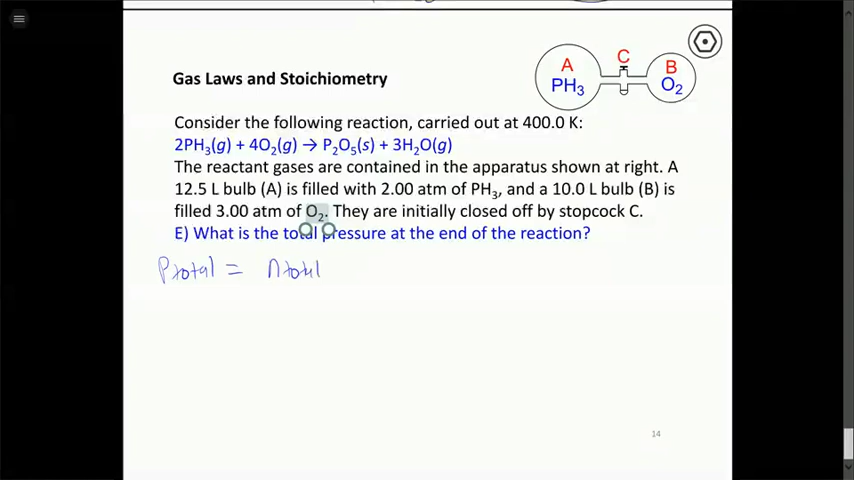 Gas Laws and Stoichiometry
A
PH₃
C
B
O₂
Consider the following reaction, carried out at 400.0 K:
2PH₃(g) + 4O₂(g) → P₂O₅(s) + 3H₂O(g)
The reactant gases are contained in the apparatus shown at right. A
12.5 L bulb (A) is filled with 2.00 atm of PH₃, and a 10.0 L bulb (B) is
filled 3.00 atm of O₂. They are initially closed off by stopcock C.
E) What is the total pressure at the end of the reaction?
Ptotal = ntotal
14